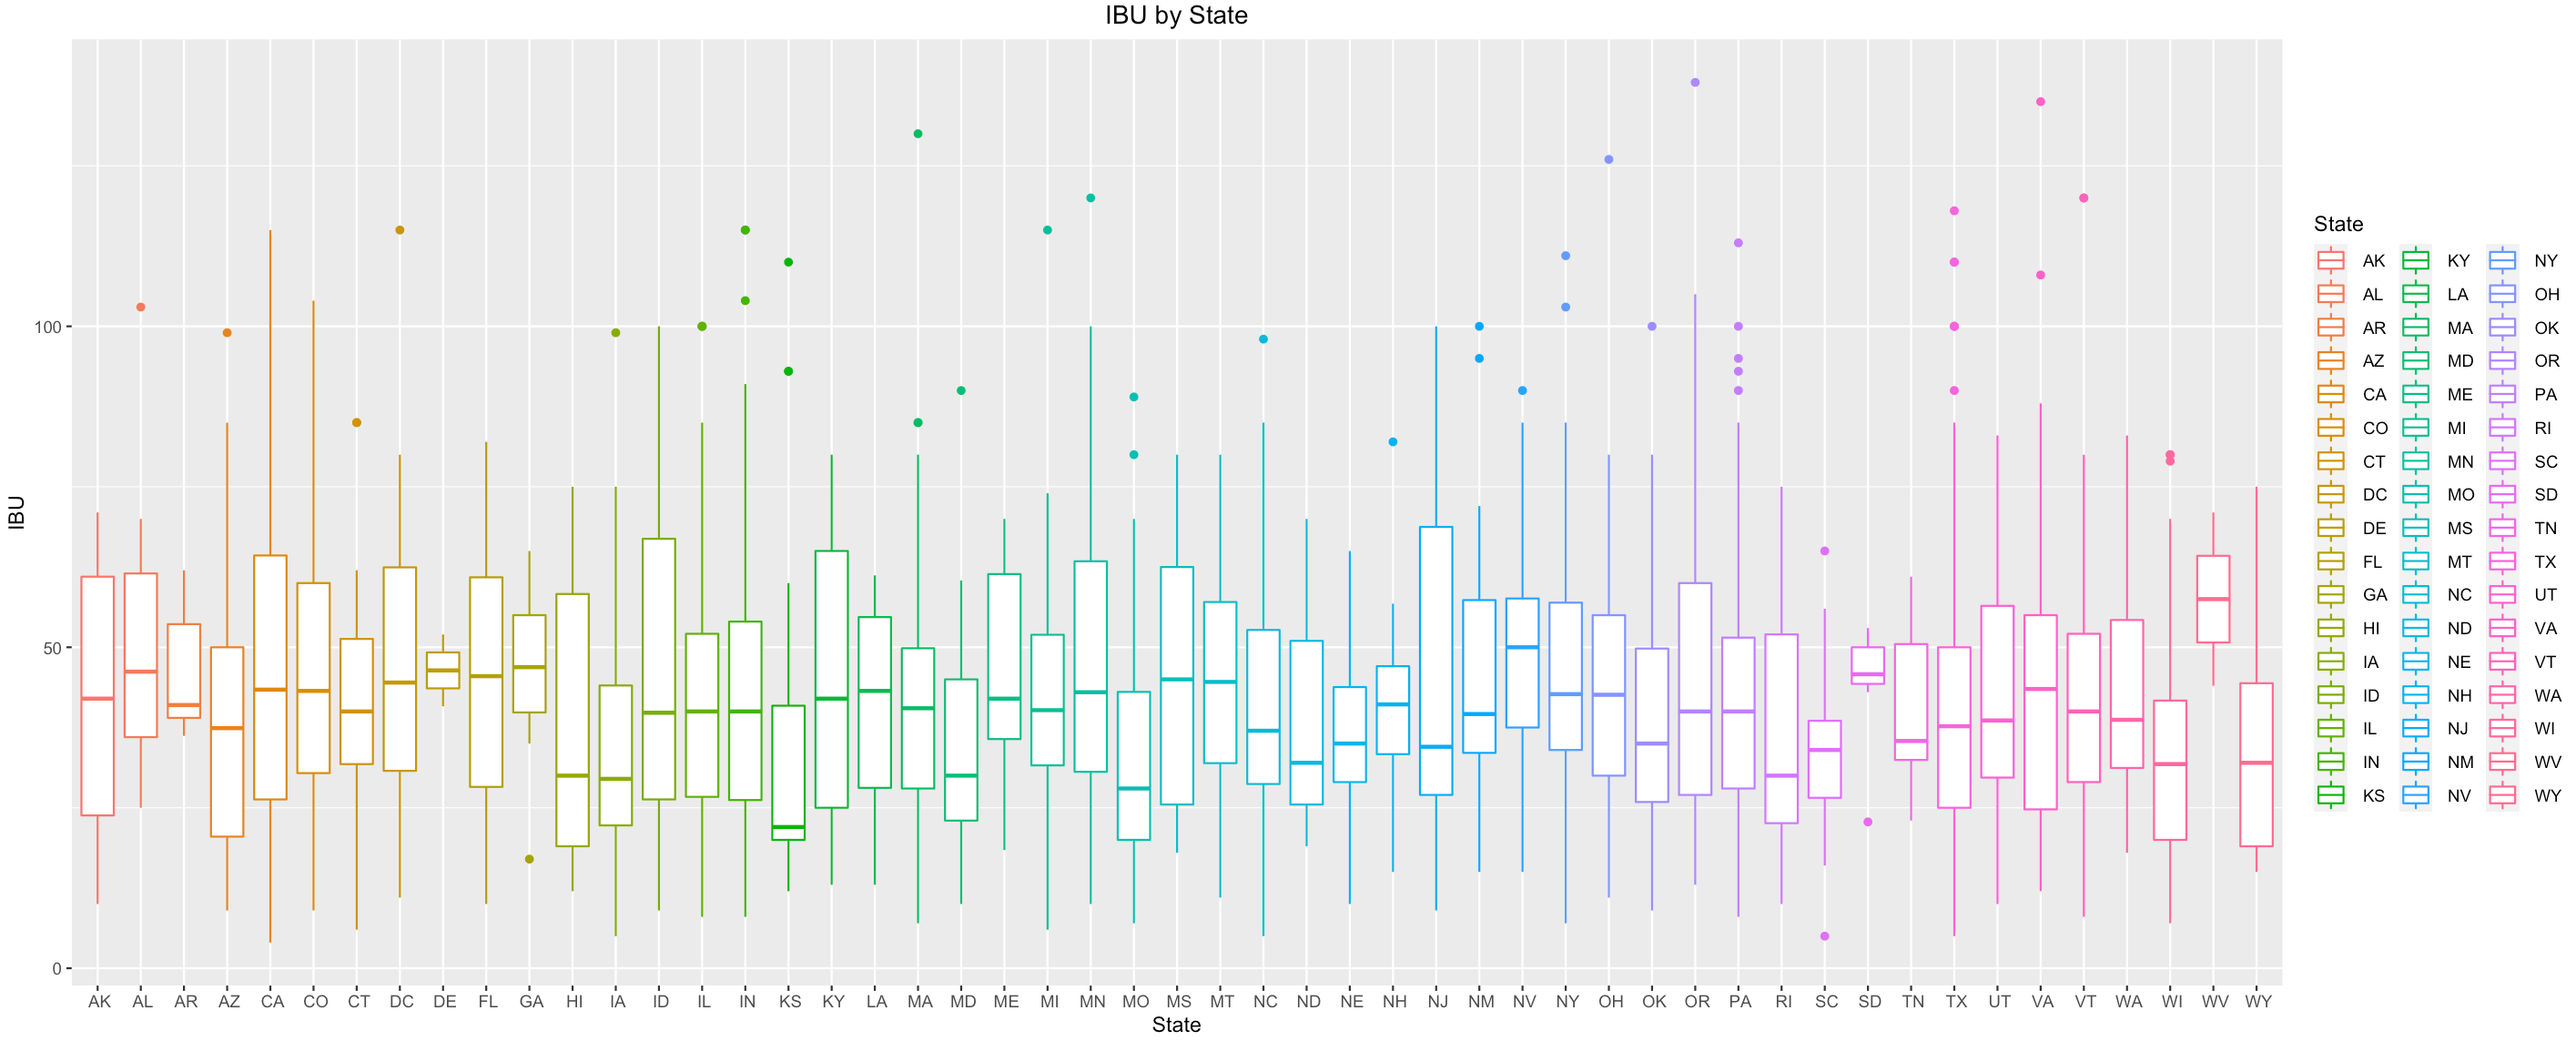 IBU by State
IBU
100
50
0
AK AL AR AZ CA CO CT DC DE FL GA HI IA ID IL IN KS KY LA MA MD ME MI MN MO MS MT NC ND NE NH NJ NM NV NY OH OK OR PA RI SC SD TN TX UT VA VT WA WI WV WY
State
State
AK KY NY
AL LA OH
AR MA OK
AZ MD OR
CA ME PA
CO MI RI
CT MN SC
DC MO SD
DE MS TN
FL MT TX
GA NC UT
HI ND VA
IA NE VT
ID NH WA
IL NJ WI
IN NM WV
KS NV WY